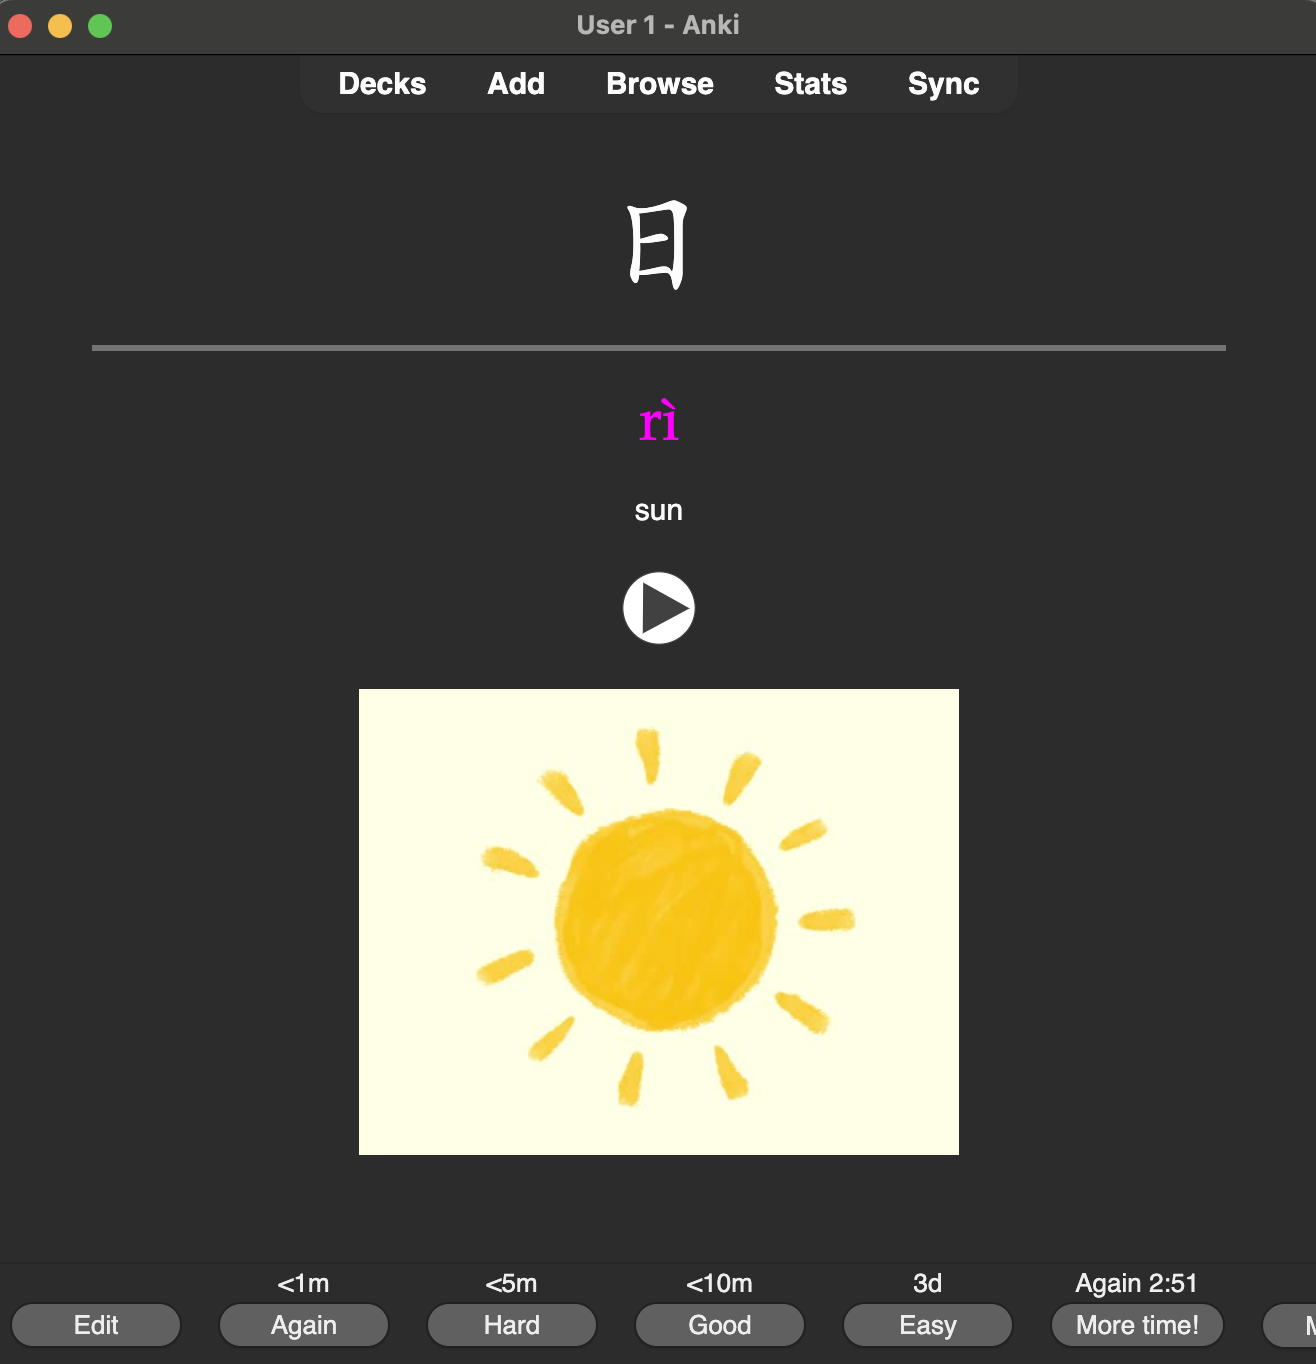 User 1 - Anki
Decks Add Browse Stats Sync
日
rì
sun
<1m <5m <10m 3d Again 2:51
Edit Again Hard Good Easy More time!